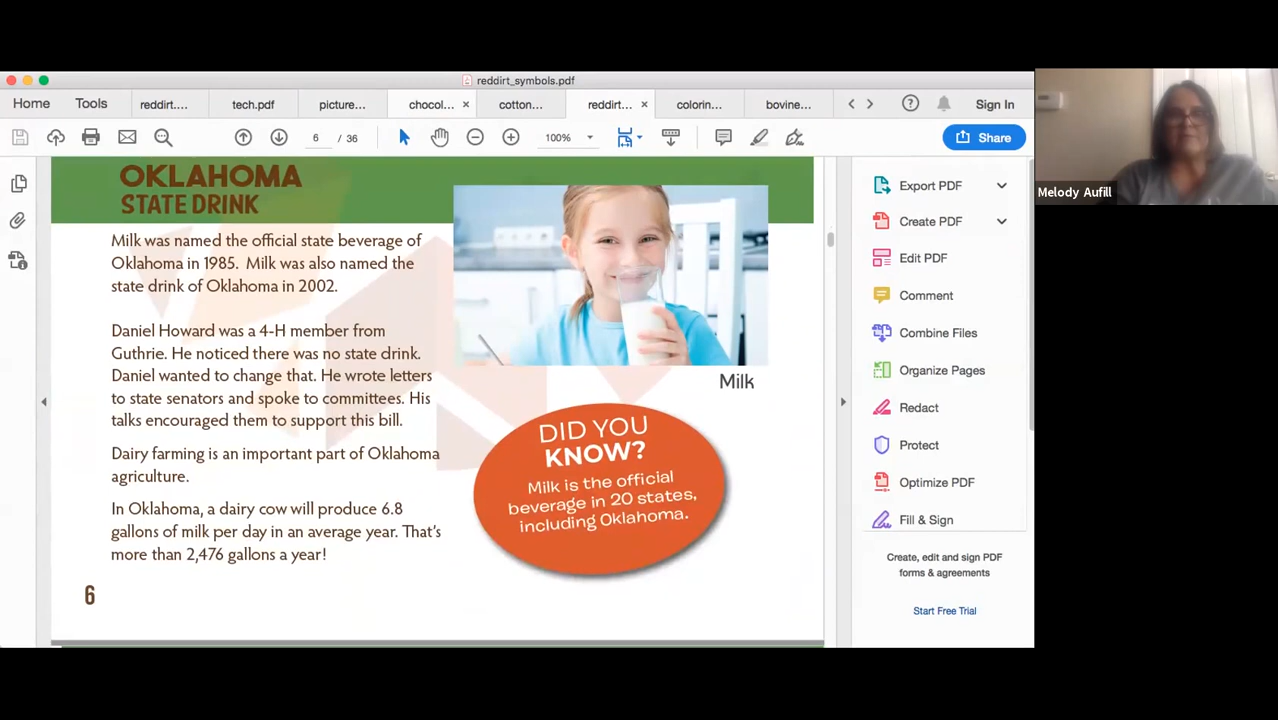 reddirt_symbols.pdf
Home Tools reddirt.... tech.pdf picture... chocol... × cotton... reddirt... × colorin... bovine... Sign In
6 / 36 100% Share
OKLAHOMA
STATE DRINK
Milk was named the official state beverage of
Oklahoma in 1985. Milk was also named the
state drink of Oklahoma in 2002.
Daniel Howard was a 4-H member from
Guthrie. He noticed there was no state drink.
Daniel wanted to change that. He wrote letters
to state senators and spoke to committees. His
talks encouraged them to support this bill.
Dairy farming is an important part of Oklahoma
agriculture.
In Oklahoma, a dairy cow will produce 6.8
gallons of milk per day in an average year. That's
more than 2,476 gallons a year!
6
Milk
DID YOU
KNOW?
Milk is the official
beverage in 20 states,
including Oklahoma.
Export PDF
Create PDF
Edit PDF
Comment
Combine Files
Organize Pages
Redact
Protect
Optimize PDF
Fill & Sign
Create, edit and sign PDF
forms & agreements
Start Free Trial
Melody Aufill